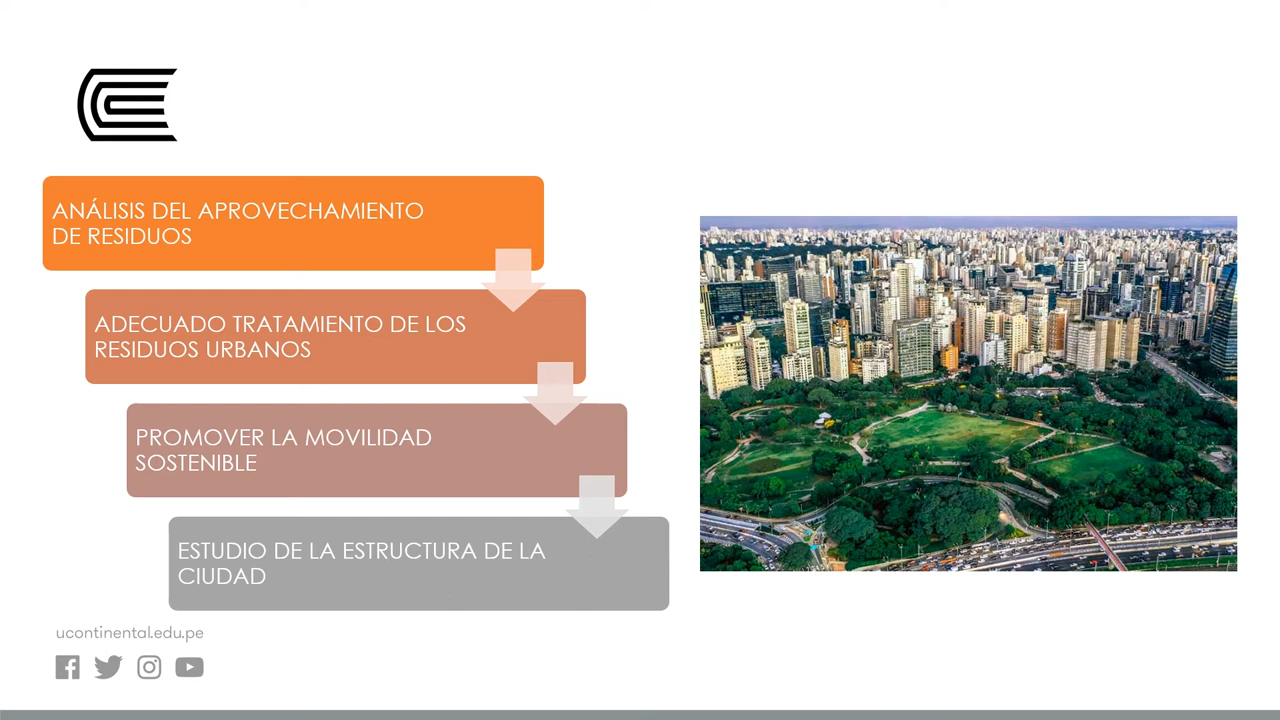 ANÁLISIS DEL APROVECHAMIENTO
DE RESIDUOS
ADECUADO TRATAMIENTO DE LOS
RESIDUOS URBANOS
PROMOVER LA MOVILIDAD
SOSTENIBLE
ESTUDIO DE LA ESTRUCTURA DE LA
CIUDAD
ucontinental.edu.pe